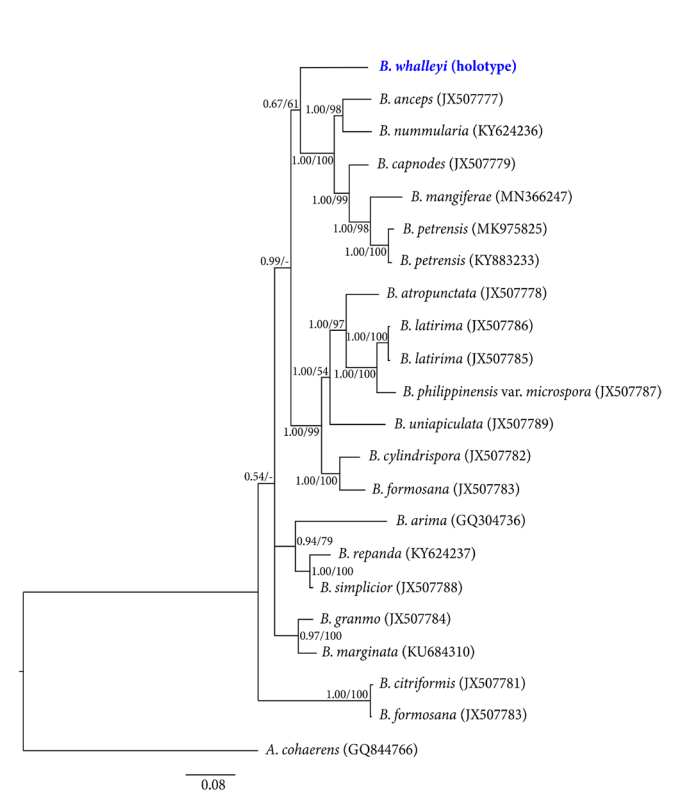 B. whalleyi (holotype)
0.67/61
1.00/98
B. anceps (JX507777)
B. nummularia (KY624236)
1.00/100
B. capnodes (JX507779)
1.00/99
B. mangiferae (MN366247)
1.00/98
B. petrensis (MK975825)
1.00/100
B. petrensis (KY883233)
0.99/-
B. atropunctata (JX507778)
1.00/97
B. latirima (JX507786)
1.00/100
B. latirima (JX507785)
1.00/54
1.00/100
B. philippinensis var. microspora (JX507787)
B. uniapiculata (JX507789)
1.00/99
B. cylindrispora (JX507782)
1.00/100
B. formosana (JX507783)
0.54/-
B. arima (GQ304736)
0.94/79
B. repanda (KY624237)
1.00/100
B. simplicior (JX507788)
B. granmo (JX507784)
0.97/100
B. marginata (KU684310)
B. citriformis (JX507781)
1.00/100
B. formosana (JX507783)
A. cohaerens (GQ844766)
0.08